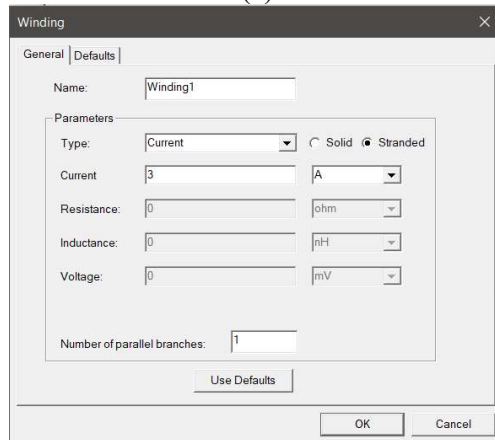 Winding
General Defaults
Name: Winding1
Parameters
Type: Current Solid Stranded
Current 3 A
Resistance: 0 ohm
Inductance: 0 nH
Voltage: 0 mV
Number of parallel branches: 1
Use Defaults
OK Cancel